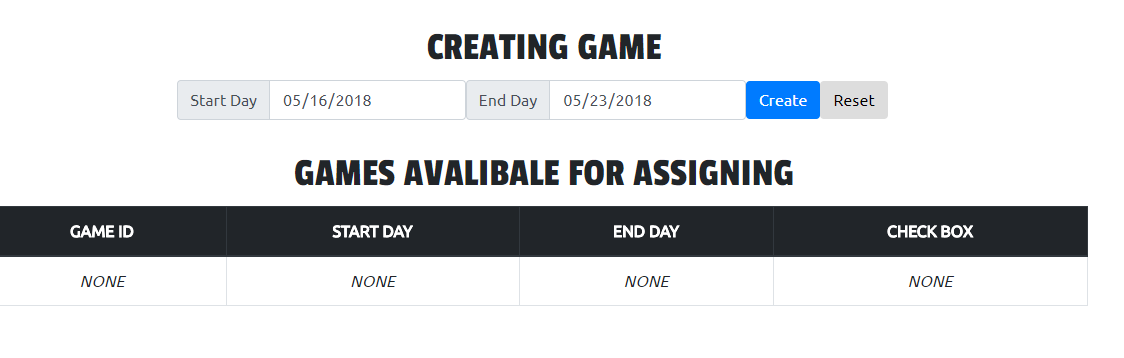 CREATING GAME
Start Day 05/16/2018 End Day 05/23/2018 Create Reset
GAMES AVALIBALE FOR ASSIGNING
GAME ID START DAY END DAY CHECK BOX
NONE NONE NONE NONE